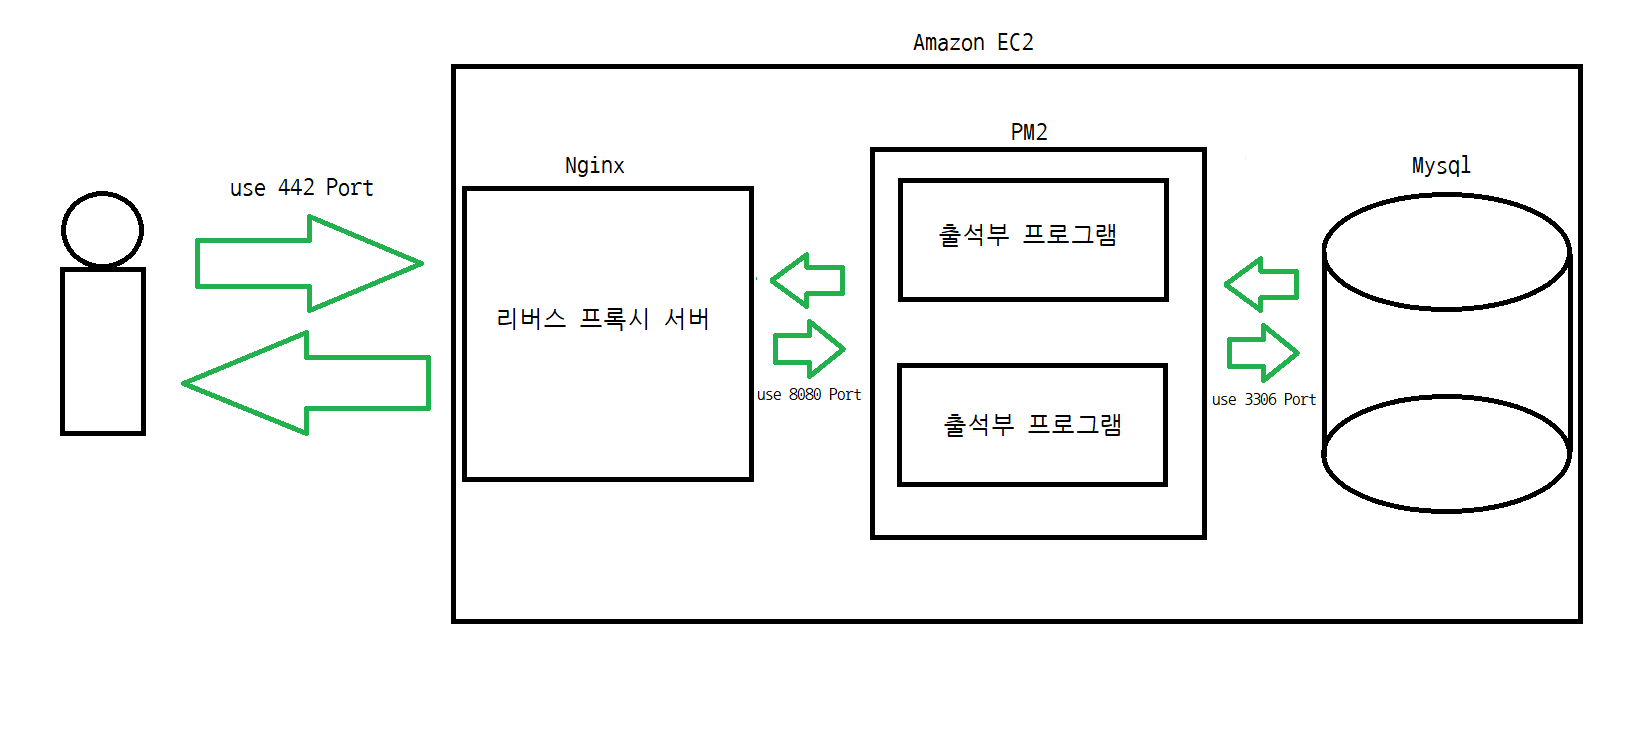 Amazon EC2
PM2
Nginx
Mysql
use 442 Port
출석부 프로그램
리버스 프록시 서버
use 8080 Port
use 3306 Port
출석부 프로그램